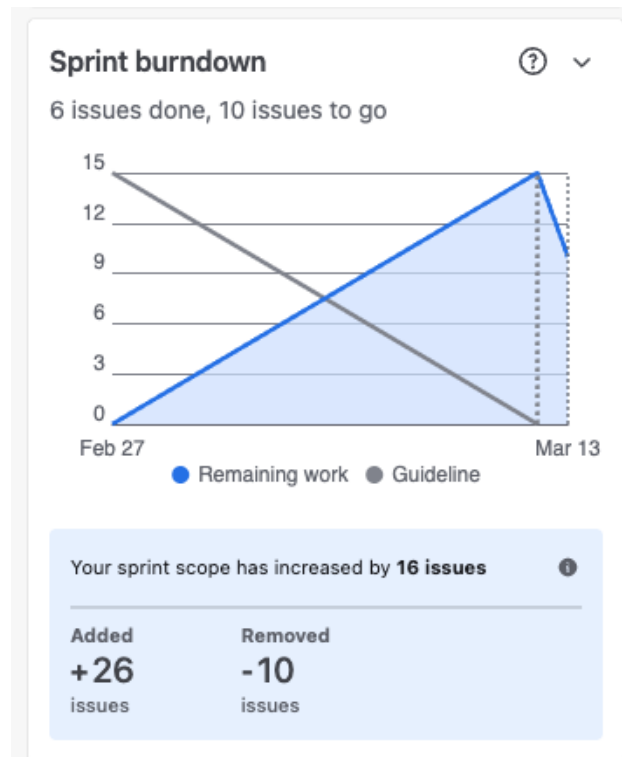 Sprint burndown
6 issues done, 10 issues to go
15
12
9
6
3
0
Feb 27 Mar 13
Remaining work Guideline
Your sprint scope has increased by 16 issues
Added Removed
+26 -10
issues issues